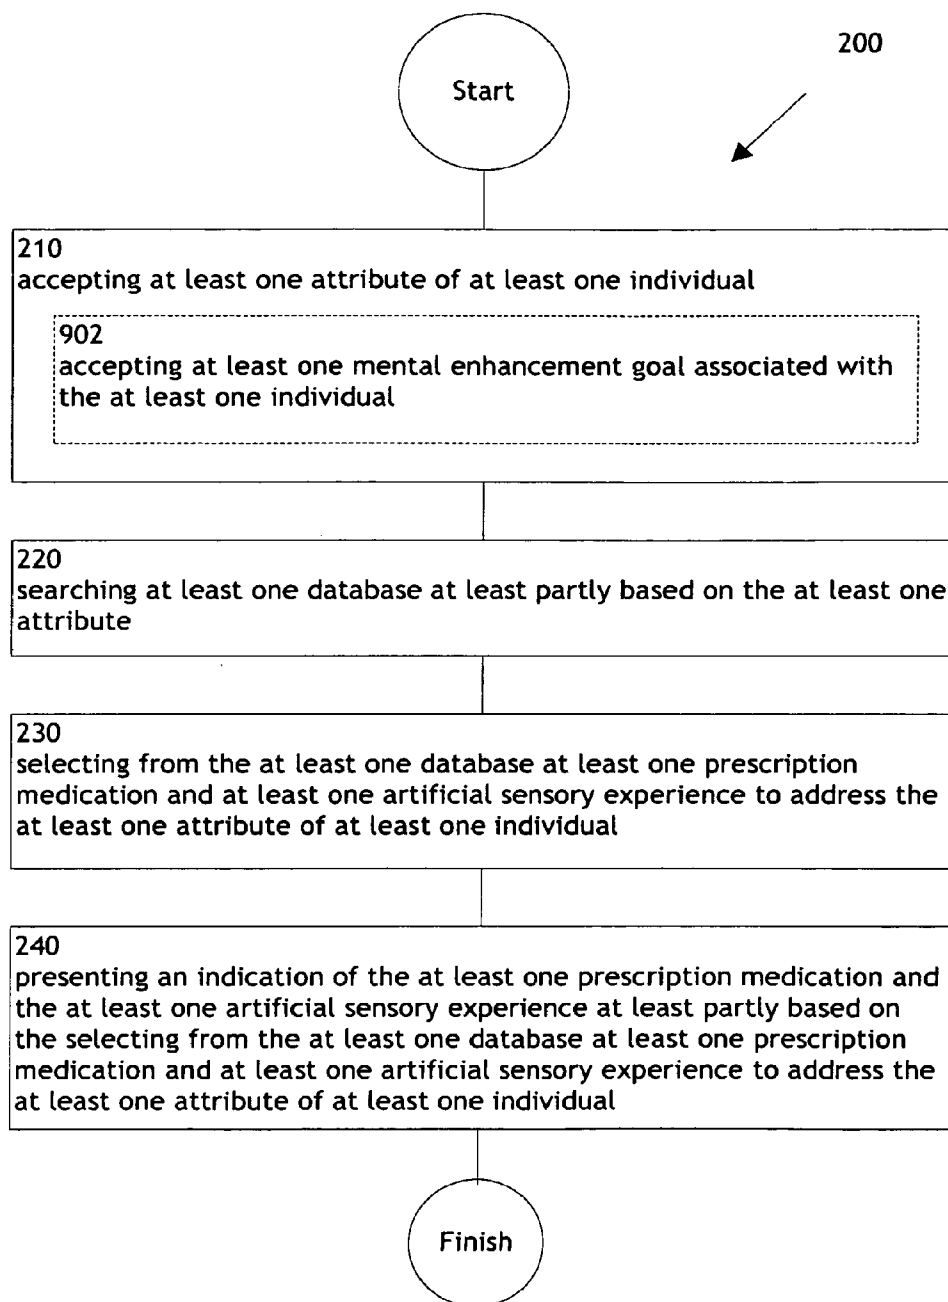 200
Start
210
accepting at least one attribute of at least one individual
902
accepting at least one mental enhancement goal associated with
the at least one individual
220
searching at least one database at least partly based on the at least one
attribute
230
selecting from the at least one database at least one prescription
medication and at least one artificial sensory experience to address the
at least one attribute of at least one individual
240
presenting an indication of the at least one prescription medication and
the at least one artificial sensory experience at least partly based on
the selecting from the at least one database at least one prescription
medication and at least one artificial sensory experience to address the
at least one attribute of at least one individual
Finish